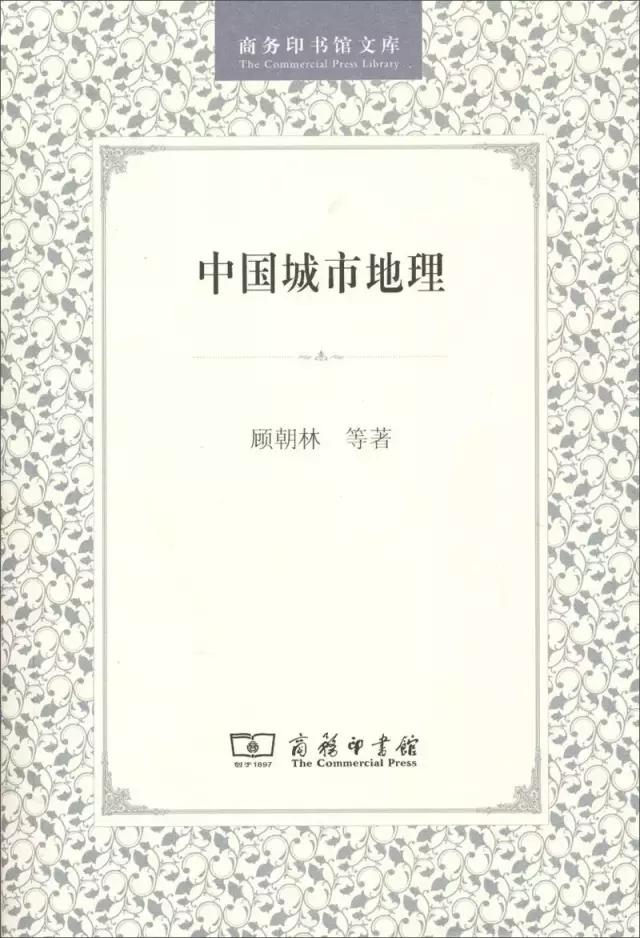 商务印书馆文库
The Commercial Press Library
中国城市地理
顾朝林 等著
創于1897
商務印書館
The Commercial Press